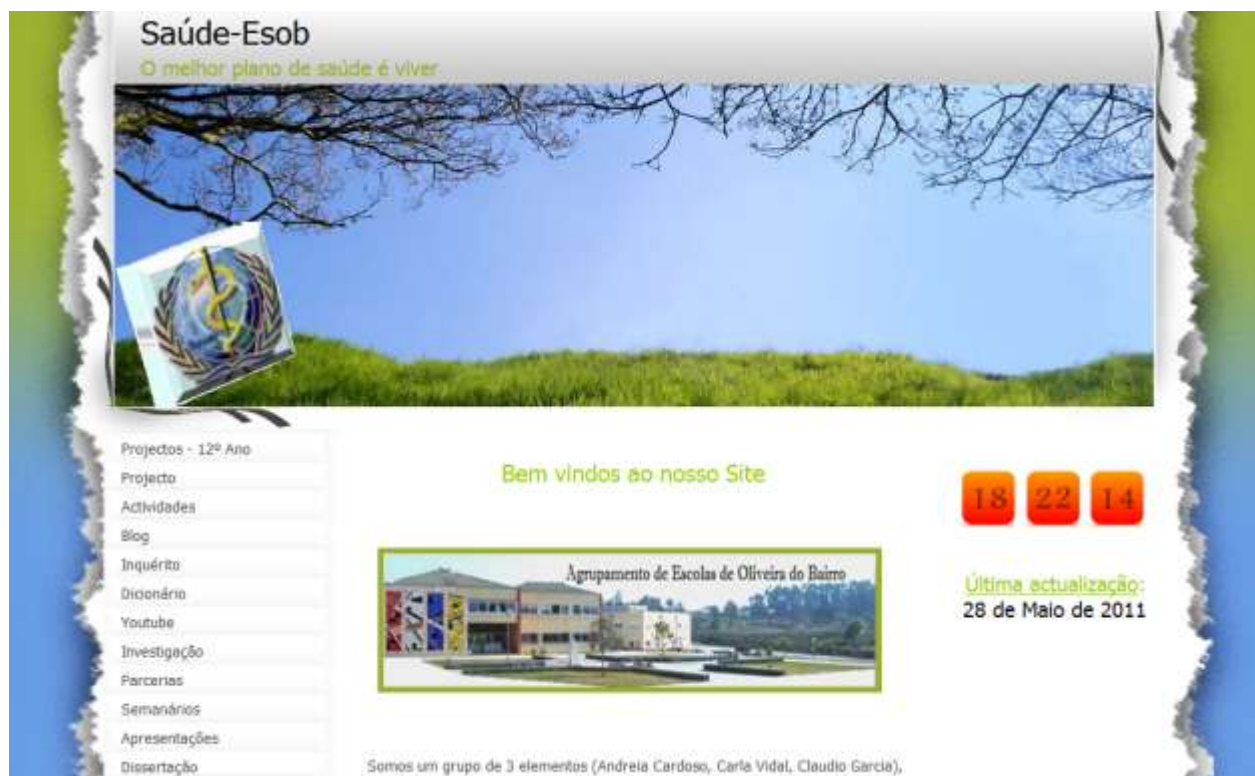 Saúde-Esob
O melhor plano de saúde é viver
Projectos - 12º Ano
Projecto
Actividades
Blog
Inquérito
Dicionário
Youtube
Investigação
Parcerias
Semanários
Apresentações
Dissertação
Bem vindos ao nosso Site
Agrupamento de Escolas de Oliveira do Bairro
Somos um grupo de 3 elementos (Andreia Cardoso, Carla Vidal, Claudio Garcia),
18 22 14
Última actualização:
28 de Maio de 2011